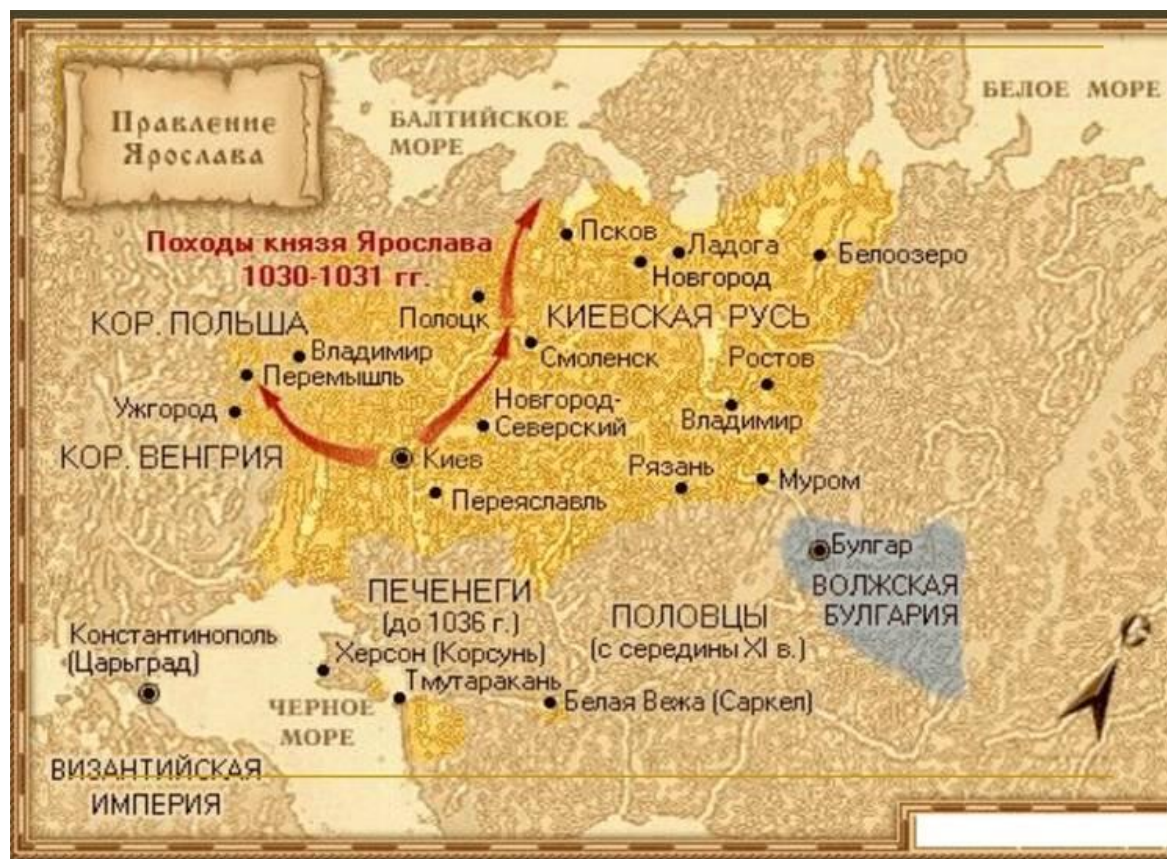 Правление
Ярослава
БАЛТИЙСКОЕ
МОРЕ
БЕЛОЕ МОРЕ
Походы князя Ярослава
1030-1031 гг.
Псков
Ладога
Новгород
Белоозеро
КОР. ПОЛЬША
Полоцк
КИЕВСКАЯ РУСЬ
Владимир
Смоленск
Ростов
Перемышль
Ужгород
Новгород-
Северский
Владимир
КОР. ВЕНГРИЯ
Киев
Рязань
Муром
Переяславль
Булгар
ВОЛЖСКАЯ
БУЛГАРИЯ
ПЕЧЕНЕГИ
(до 1036 г.)
ПОЛОВЦЫ
(с середины XI в.)
Константинополь
(Царьград)
Херсон (Корсунь)
Тмутаракань
Белая Вежа (Саркел)
ЧЕРНОЕ
МОРЕ
ВИЗАНТИЙСКАЯ
ИМПЕРИЯ
С